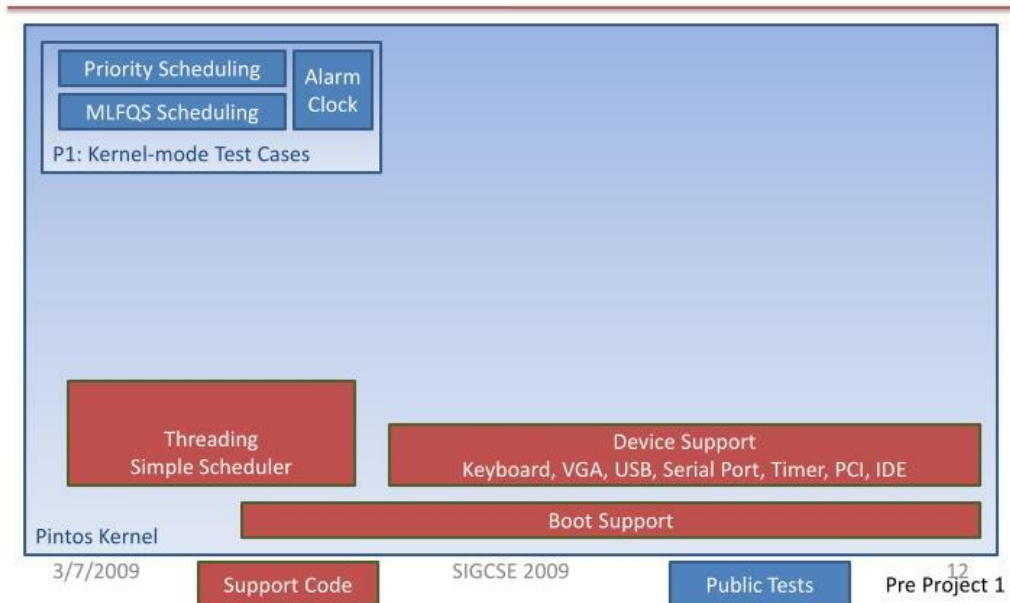 Priority Scheduling
MLFQS Scheduling
Alarm
Clock
P1: Kernel-mode Test Cases
Threading
Simple Scheduler
Device Support
Keyboard, VGA, USB, Serial Port, Timer, PCI, IDE
Boot Support
Pintos Kernel
3/7/2009
SIGCSE 2009
12
Support Code
Public Tests
Pre Project 1